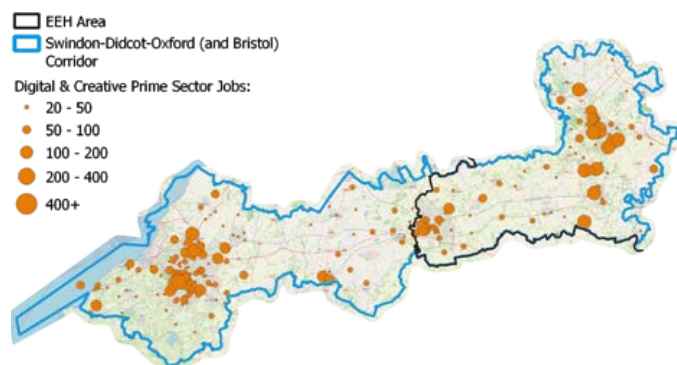 EEH Area
Swindon-Didcot-Oxford (and Bristol)
Corridor
Digital & Creative Prime Sector Jobs:
20 - 50
50 - 100
100 - 200
200 - 400
400+